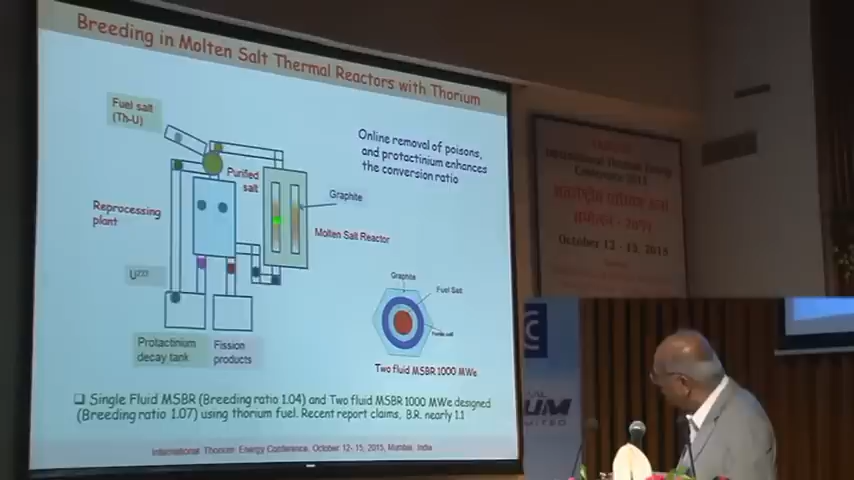 Breeding in Molten Salt Thermal Reactors with Thorium
Fuel salt
(Th-U)
Online removal of poisons,
and protactinium enhances
the conversion ratio
Purified
salt
Graphite
Reprocessing
plant
Molten Salt Reactor
U233
Graphite
Fuel Salt
Protactinium
decay tank
Fission
products
Two fluid MSBR 1000 MWe
❑ Single Fluid MSBR (Breeding ratio 1.04) and Two fluid MSBR 1000 MWe designed
(Breeding ratio 1.07) using thorium fuel. Recent report claims, B.R. nearly 1.1
International Thorium Energy Conference, October 12- 15, 2015, Mumbai, India
International Thorium Energy
Conference 2015
October 12 - 15, 2015
UM
LIMITED